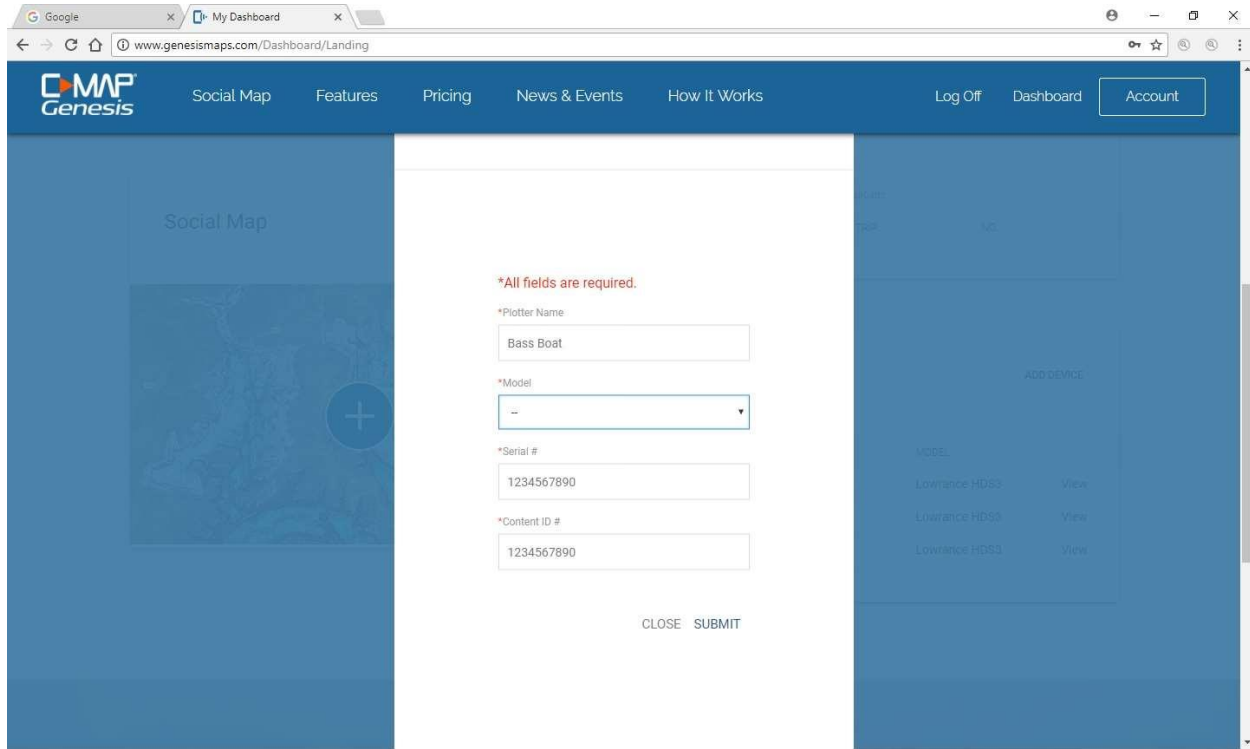 Google
My Dashboard
www.genesismaps.com/Dashboard/Landing
C-MAP Genesis
Social Map Features Pricing News & Events How It Works Log Off Dashboard Account
Social Map
TRIP NO
*All fields are required.
*Plotter Name
Bass Boat
*Model
--
ADD DEVICE
*Serial #
1234567890
*Content ID #
1234567890
MODEL
Lowrance HDS3 View
Lowrance HDS3 View
Lowrance HDS3 View
CLOSE SUBMIT